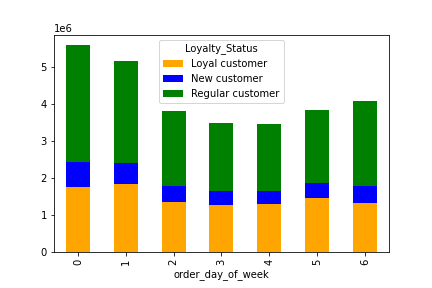 1e6
Loyalty_Status
Loyal customer
New customer
Regular customer
5
4
3
2
1
0
0 1 2 3 4 5 6
order_day_of_week